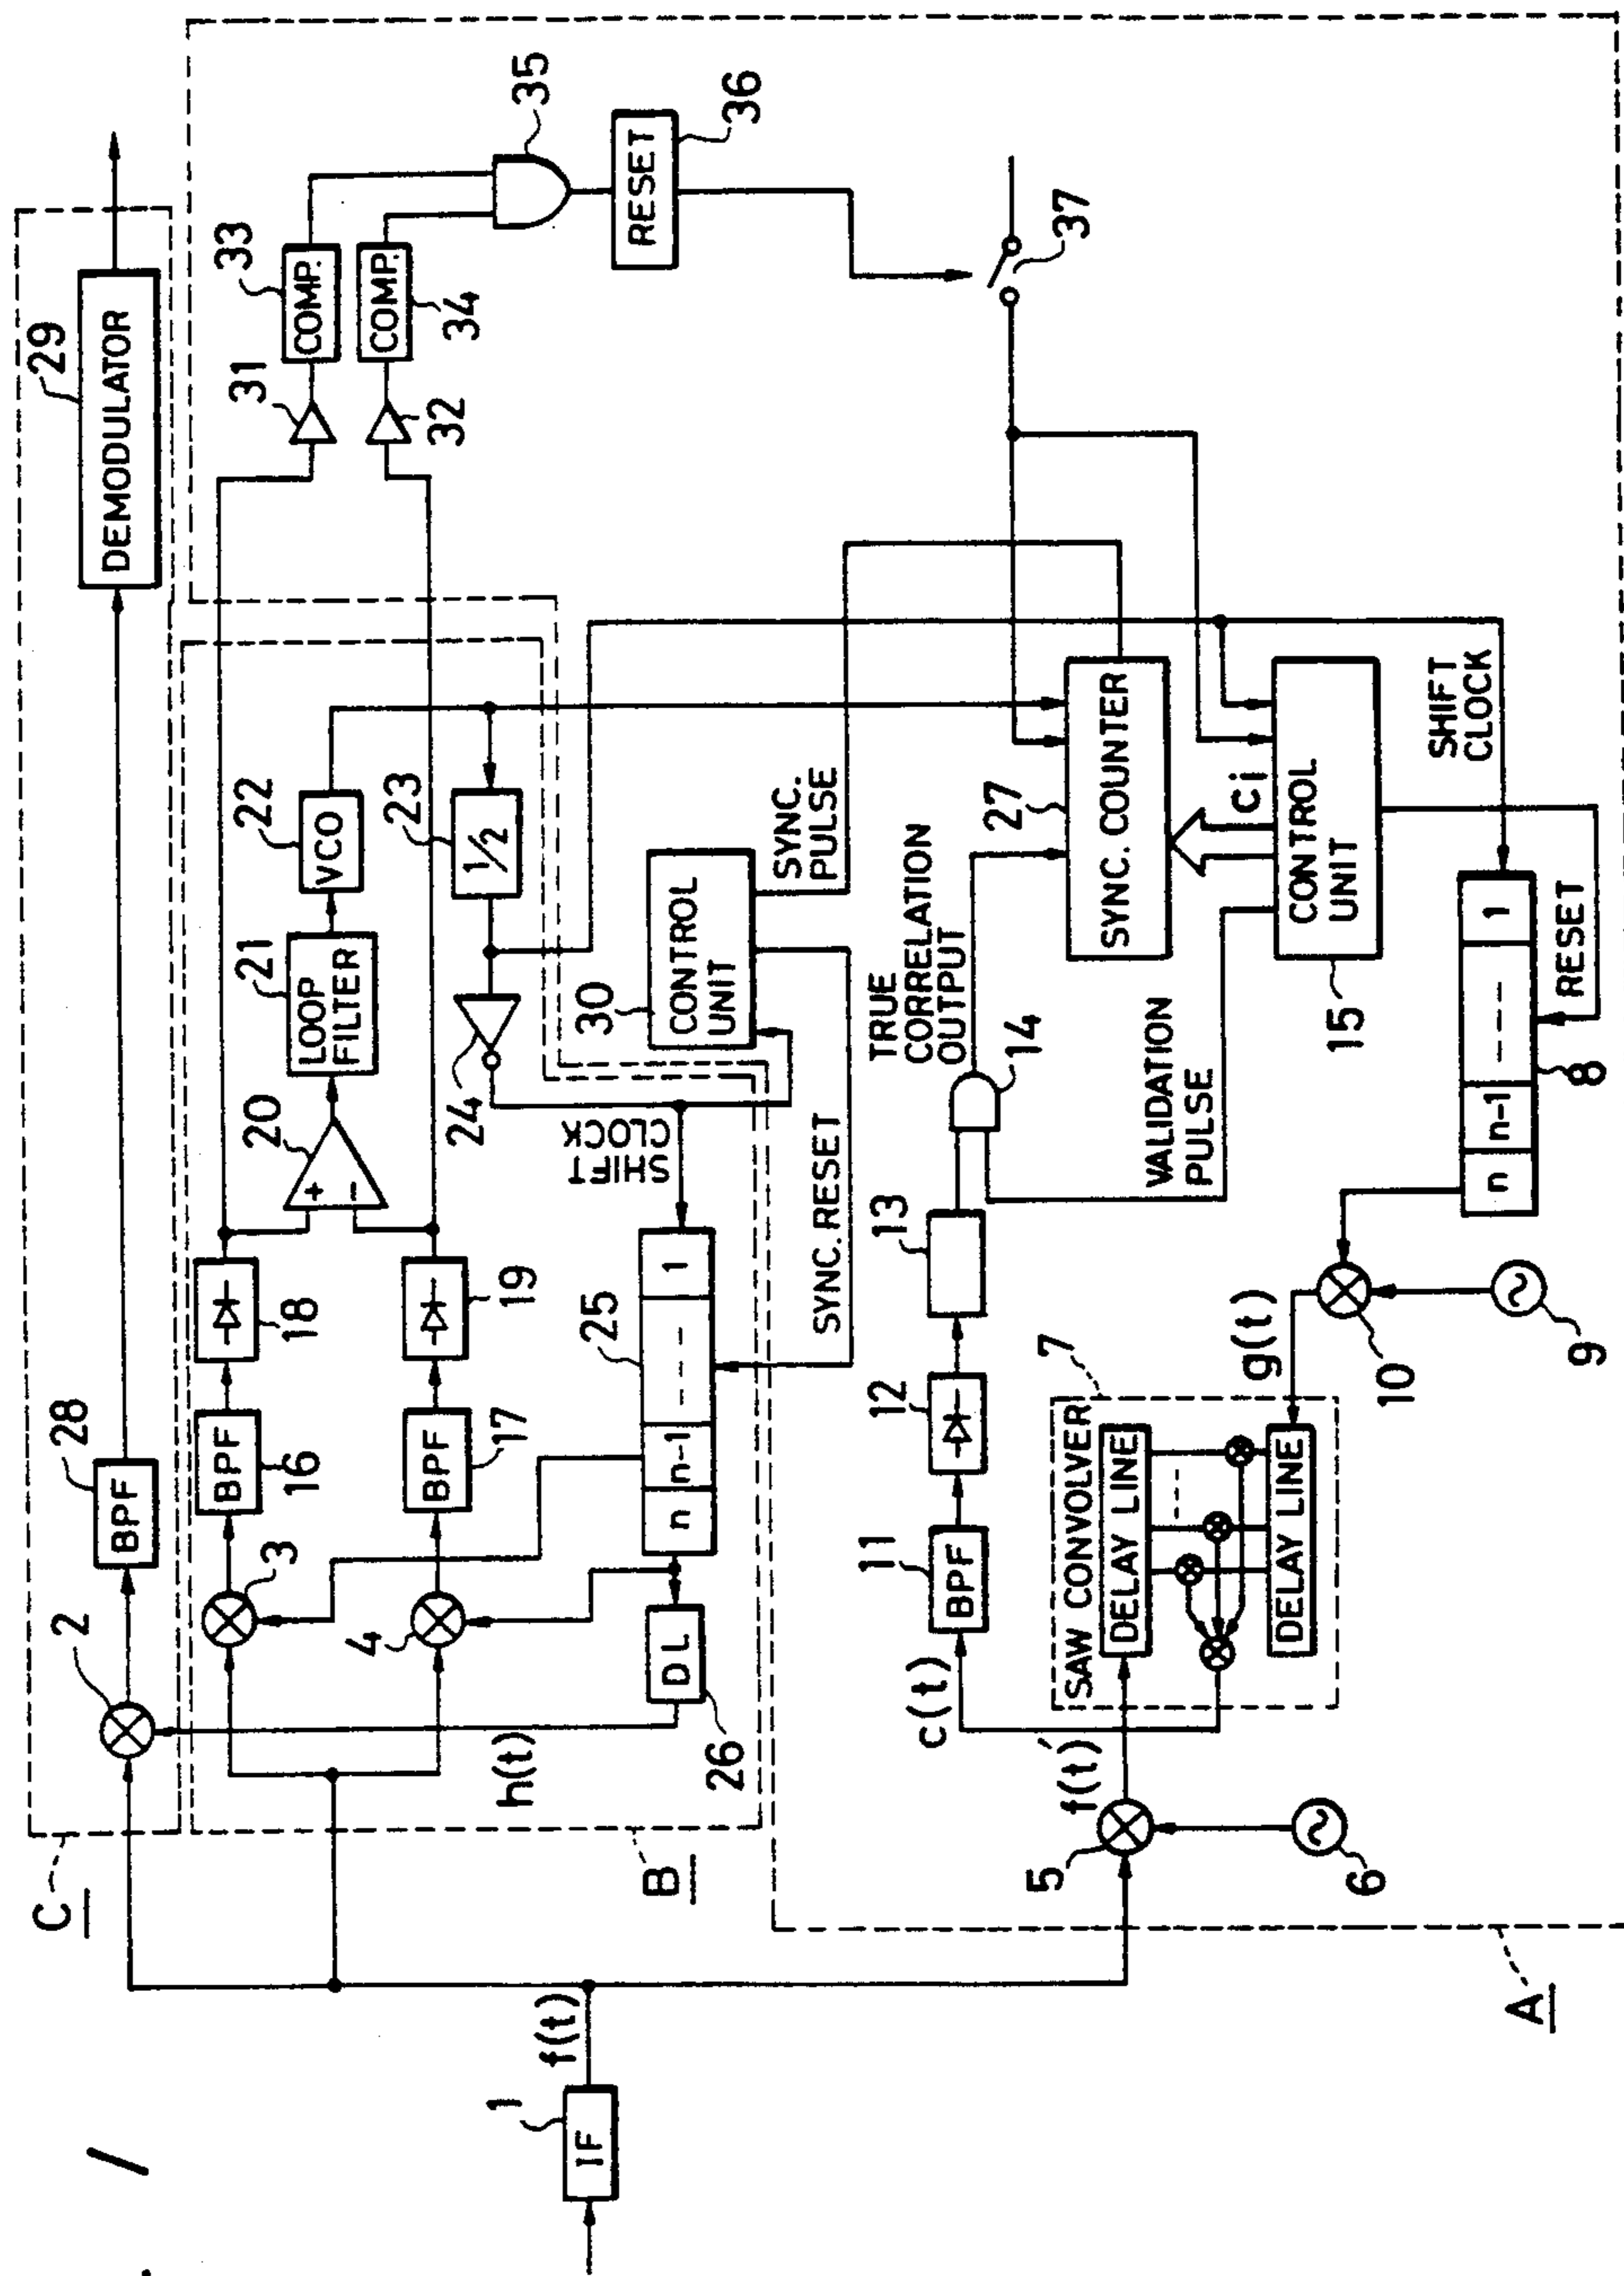 /
C
2
28
BPF
29
DEMODULATOR
3
BPF
16
18
+
−
20
21
LOOP
FILTER
22
VCO
31
33
COMP.
COMP.
34
32
35
RESET
36
4
BPF
17
19
24
23
1/2
h(t)
B
DL
26
n
n-1
1
25
SHIFT
CLOCK
30
CONTROL
UNIT
SYNC.
PULSE
SYNC. RESET
37
1
IF
f(t)
c(t)
11
BPF
12
13
14
TRUE
CORRELATION
OUTPUT
27
SYNC. COUNTER
VALIDATION
PULSE
Ci
5
f(t)'
6
SAW CONVOLVER
7
DELAY LINE
DELAY LINE
g(t)
10
9
15
CONTROL
UNIT
SHIFT
CLOCK
n
n-1
1
8
RESET
A